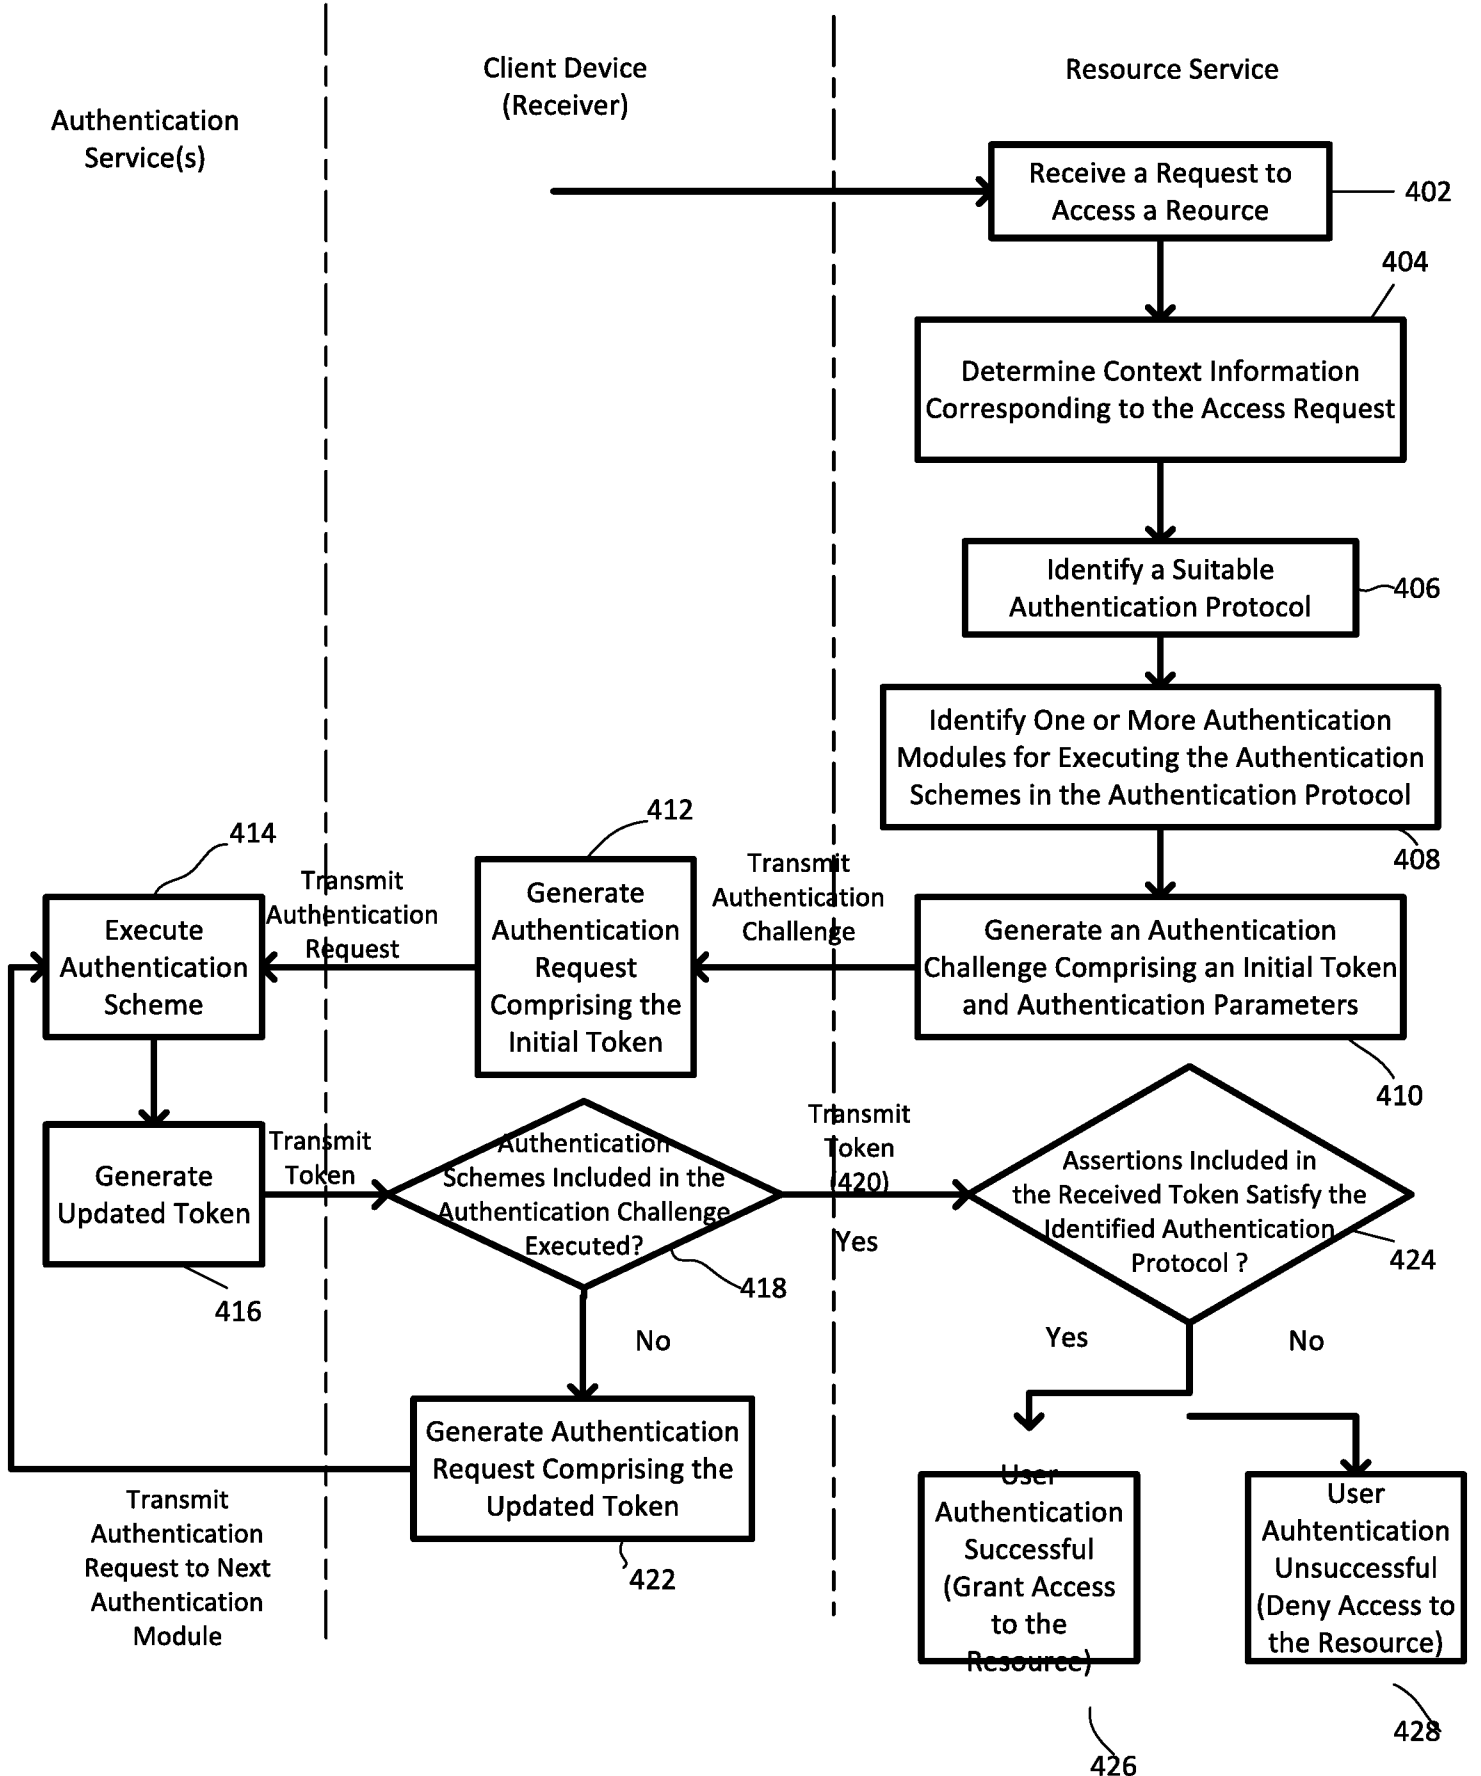 Authentication
Service(s)
Client Device
(Receiver)
Resource Service
Receive a Request to
Access a Reource
402
404
Determine Context Information
Corresponding to the Access Request
Identify a Suitable
Authentication Protocol
406
Identify One or More Authentication
Modules for Executing the Authentication
Schemes in the Authentication Protocol
408
412
414
Transmit
Authentication
Challenge
Transmit
Authentication
Request
Generate
Authentication
Request
Comprising the
Initial Token
Execute
Authentication
Scheme
Generate an Authentication
Challenge Comprising an Initial Token
and Authentication Parameters
410
Generate
Updated Token
416
Transmit
Token
Authentication
Schemes Included in the
Authentication Challenge
Executed?
418
Transmit
Token
(420)
Yes
Assertions Included in
the Received Token Satisfy the
Identified Authentication
Protocol ?
424
No
Yes
No
Generate Authentication
Request Comprising the
Updated Token
422
Transmit
Authentication
Request to Next
Authentication
Module
User
Authentication
Successful
(Grant Access
to the
Resource)
426
User
Auhtentication
Unsuccessful
(Deny Access to
the Resource)
428